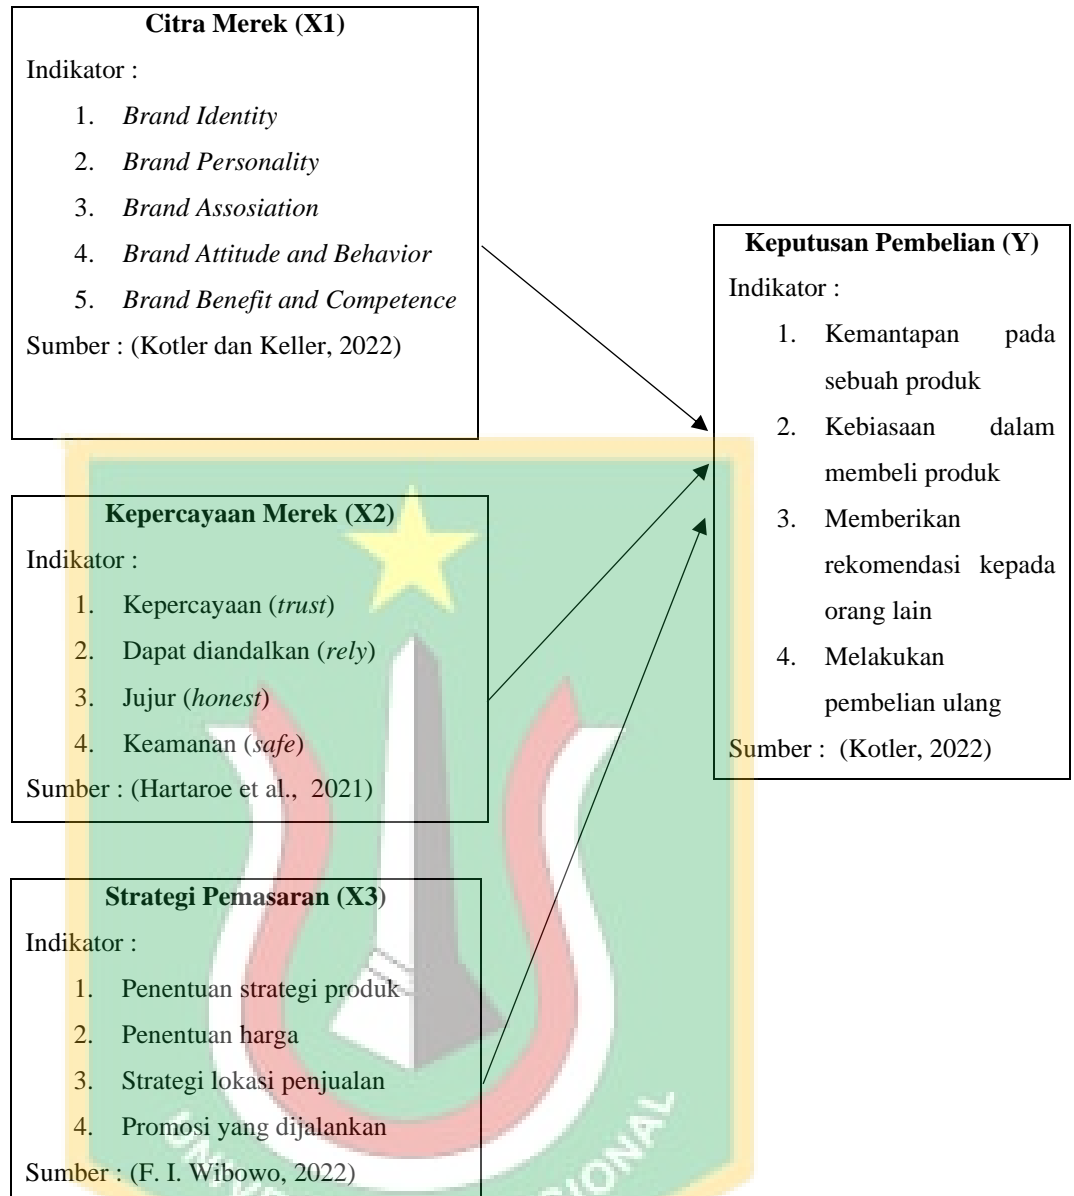 Citra Merek (X1)
Indikator :
1. Brand Identity
2. Brand Personality
3. Brand Assosiation
4. Brand Attitude and Behavior
5. Brand Benefit and Competence
Sumber : (Kotler dan Keller, 2022)
Kepercayaan Merek (X2)
Indikator :
1. Kepercayaan (trust)
2. Dapat diandalkan (rely)
3. Jujur (honest)
4. Keamanan (safe)
Sumber : (Hartaroe et al., 2021)
Strategi Pemasaran (X3)
Indikator :
1. Penentuan strategi produk
2. Penentuan harga
3. Strategi lokasi penjualan
4. Promosi yang dijalankan
Sumber : (F. I. Wibowo, 2022)
Keputusan Pembelian (Y)
Indikator :
1. Kemantapan pada
sebuah produk
2. Kebiasaan dalam
membeli produk
3. Memberikan
rekomendasi kepada
orang lain
4. Melakukan
pembelian ulang
Sumber : (Kotler, 2022)